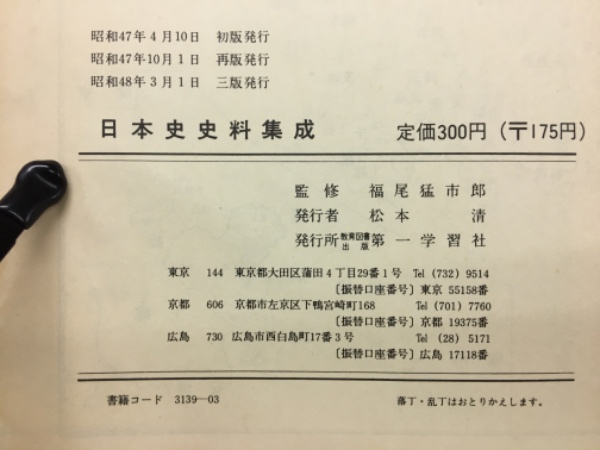 昭和47年4月10日 初版発行
昭和47年10月1日 再版発行
昭和48年3月1日 三版発行
日本史史料集成 定価300円(〒175円)
監修 福尾猛市郎
発行者 松本 清
発行所 教育図書出版 第一学習社
東京 144 東京都大田区蒲田4丁目29番1号 Tel (732) 9514
〔振替口座番号〕東京 55158番
京都 606 京都市左京区下鴨宮崎町168 Tel (701) 7760
〔振替口座番号〕京都 19375番
広島 730 広島市西白島町17番3号 Tel (28) 5171
〔振替口座番号〕広島 17118番
書籍コード 3139—03 落丁・乱丁はおとりかえします。